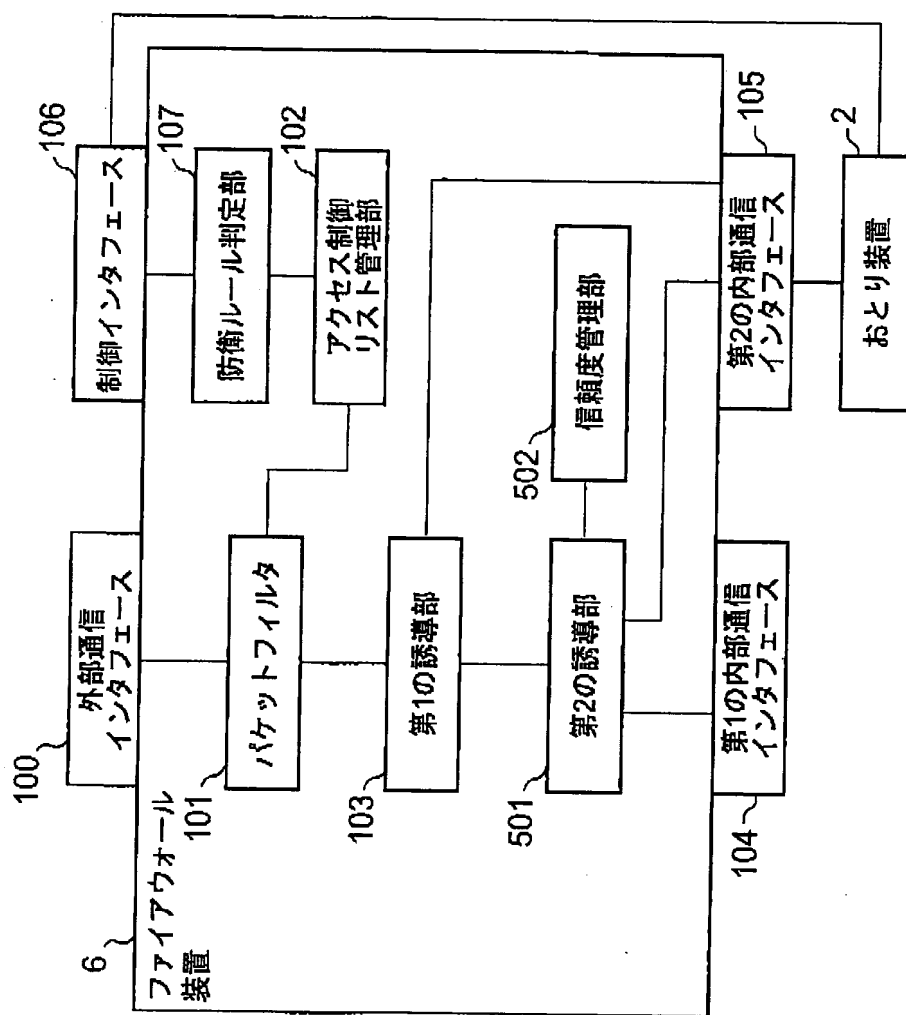 6
ファイアウォール
装置
100
外部通信
インタフェース
106
制御インタフェース
101
パケットフィルタ
107
防衛ルール判定部
102
アクセス制御
リスト管理部
103
第1の誘導部
501
第2の誘導部
502
信頼度管理部
104
第1の内部通信
インタフェース
105
第2の内部通信
インタフェース
2
おとり装置